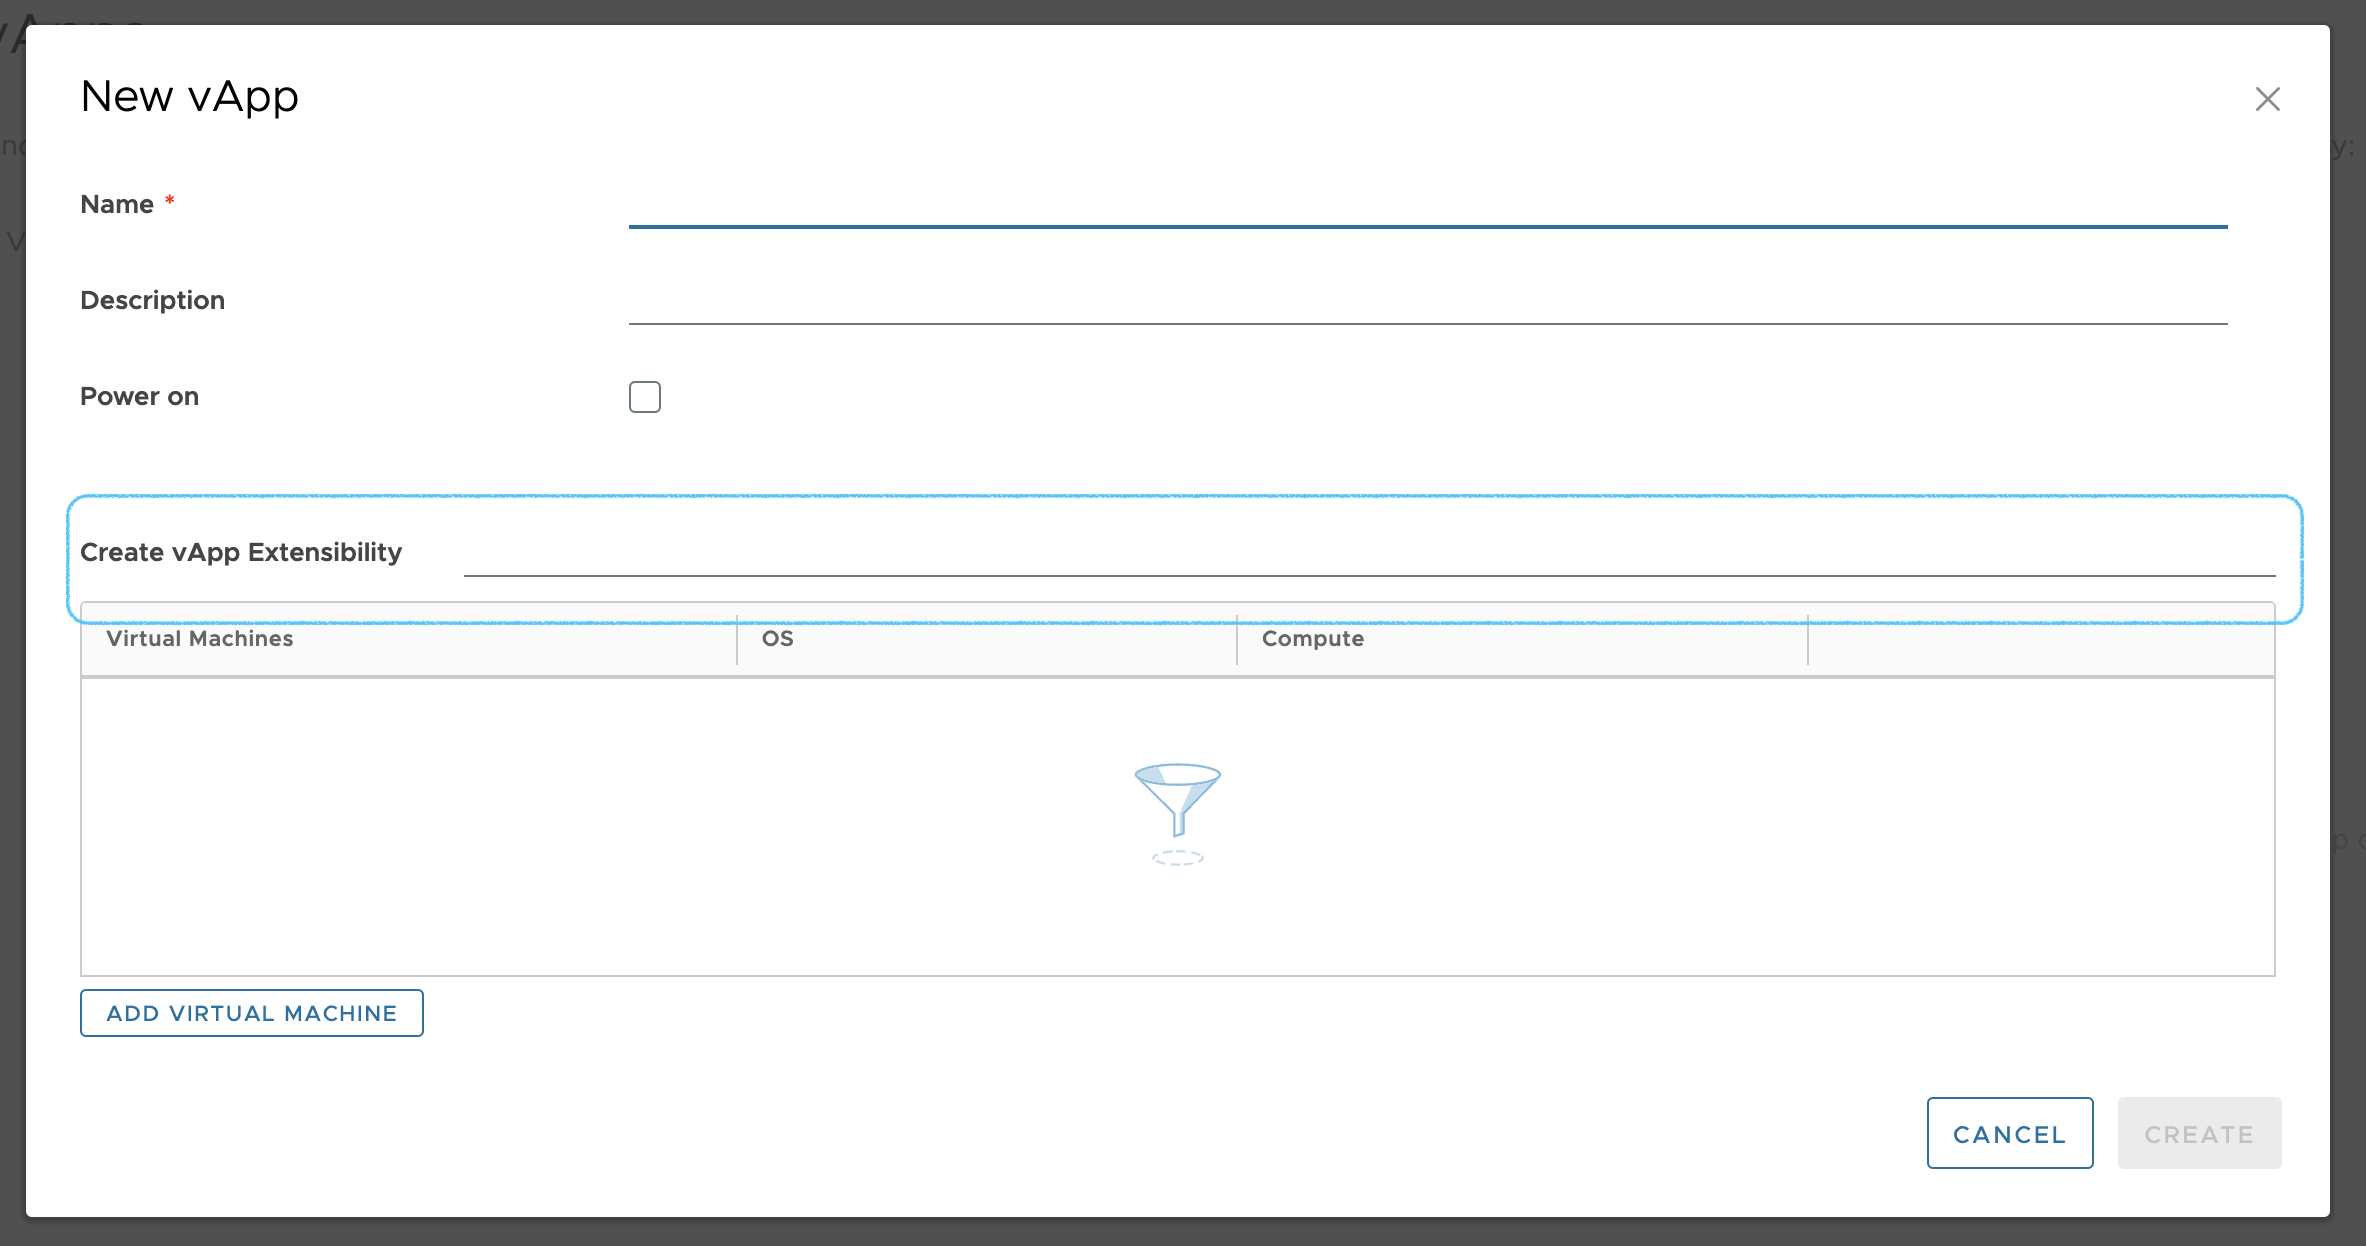 New vApp
Name *
Description
Power on
Create vApp Extensibility
Virtual Machines OS Compute
ADD VIRTUAL MACHINE
CANCEL CREATE